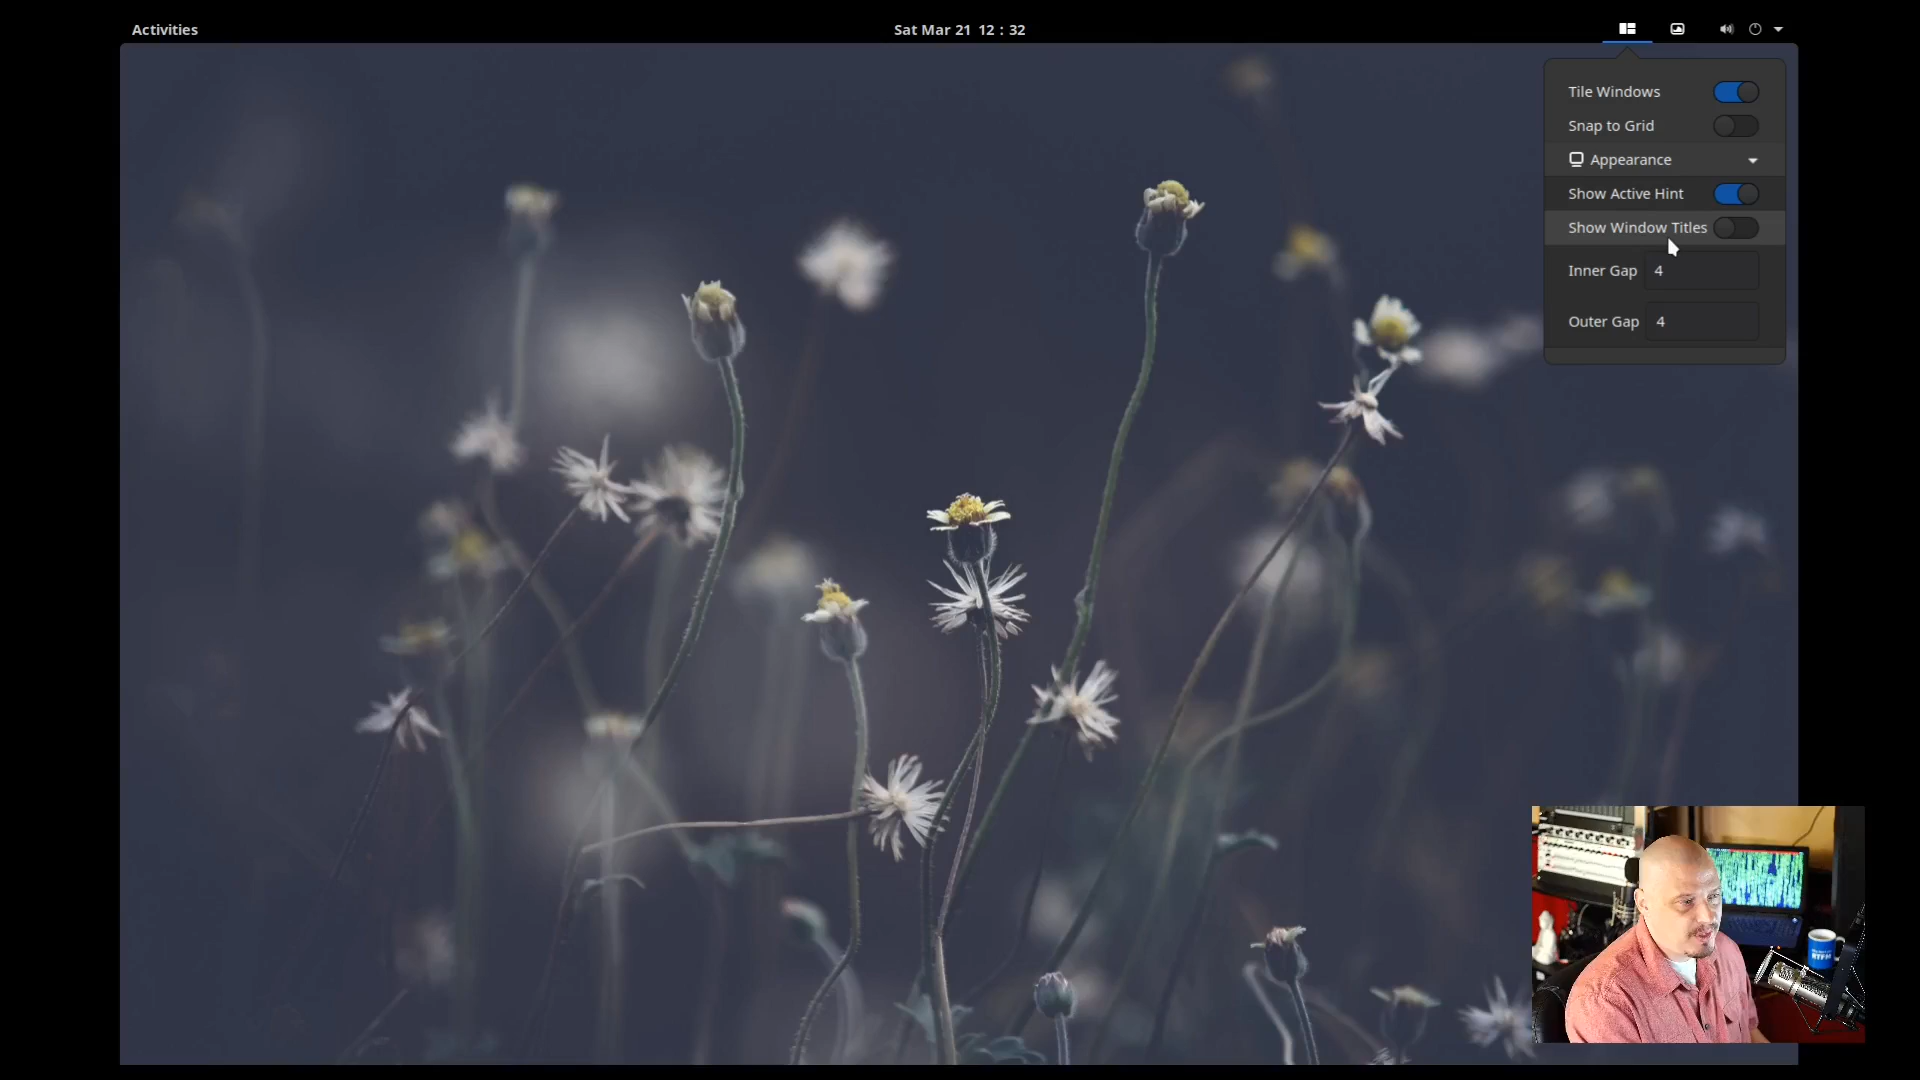 Activities
Sat Mar 21 12 : 32
Tile Windows
Snap to Grid
Appearance
Show Active Hint
Show Window Titles
Inner Gap 4
Outer Gap 4
RTFM